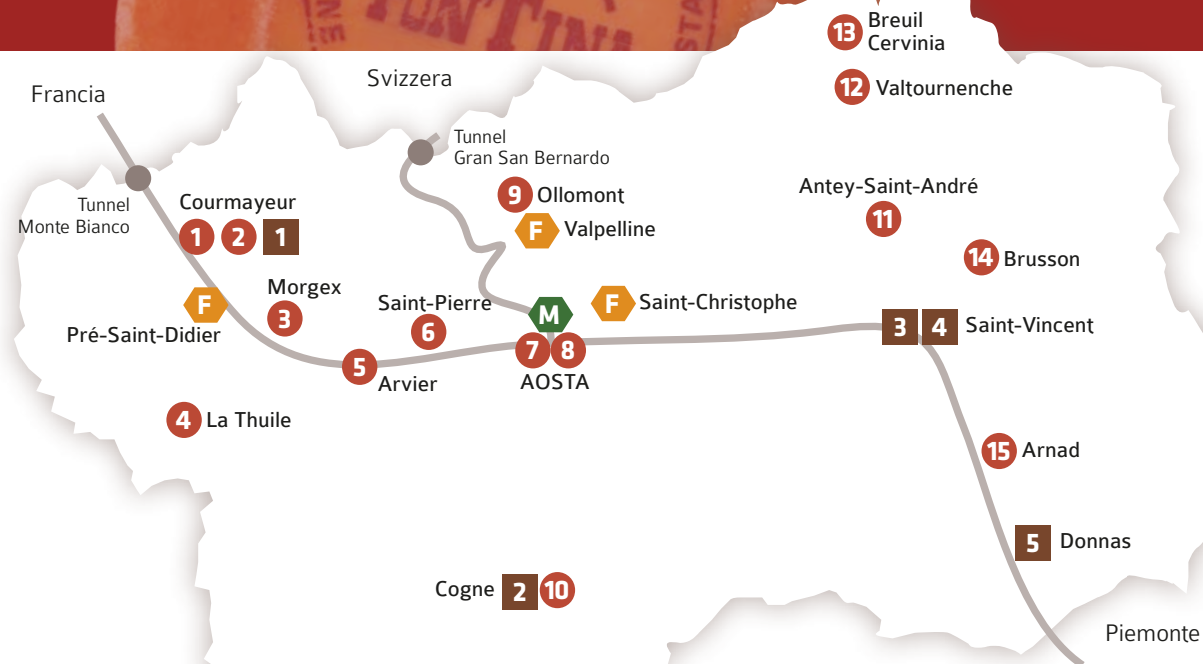 FONTINA
Breuil
13 Cervinia
Svizzera
Francia
12 Valtournenche
Tunnel
Gran San Bernardo
Antey-Saint-André
11
9 Ollomont
Courmayeur
Tunnel
Monte Bianco
1 2 1
F Valpelline
14 Brusson
Morgex
3
F
Pré-Saint-Didier
Saint-Pierre
6
F Saint-Christophe
M
7 8
AOSTA
3 4 Saint-Vincent
5
Arvier
4 La Thuile
15 Arnad
5 Donnas
Cogne 2 10
Piemonte